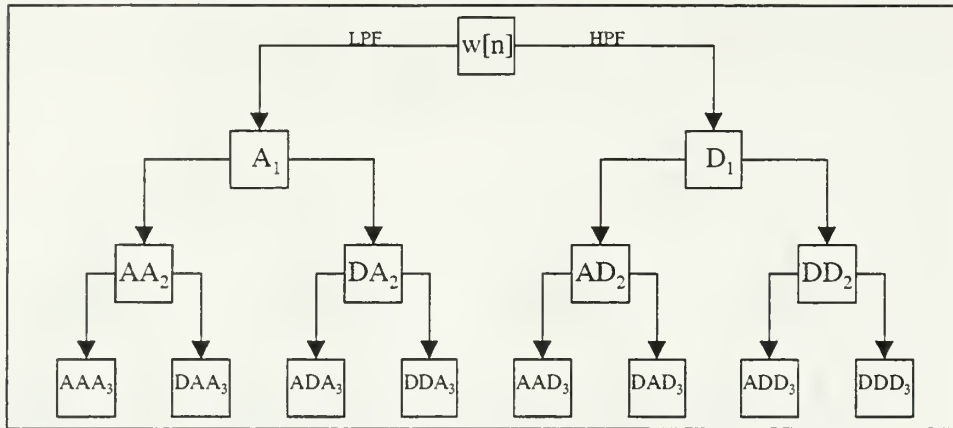 LPF w[n] HPF
A₁ D₁
AA₂ DA₂ AD₂ DD₂
AAA₃ DAA₃ ADA₃ DDA₃ AAD₃ DAD₃ ADD₃ DDD₃